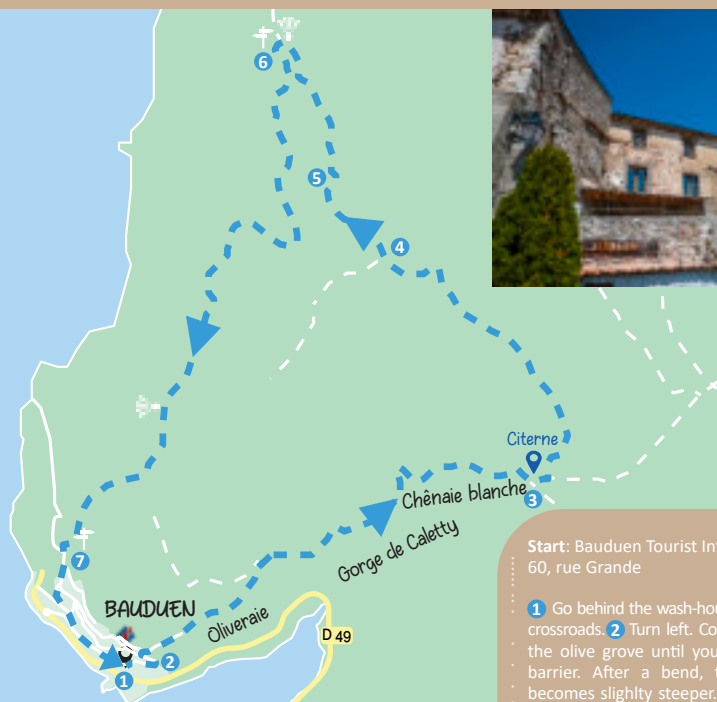 6
5
4
Citerne
Chênaie blanche
3
Gorge de Caletty
7
BAUDUEN
Oliveraie
D 49
2
1
Start: Bauduen Tourist In
60, rue Grande
1 Go behind the wash-hou
crossroads. 2 Turn left. Co
the olive grove until you
barrier. After a bend, t
becomes slighlty steeper.